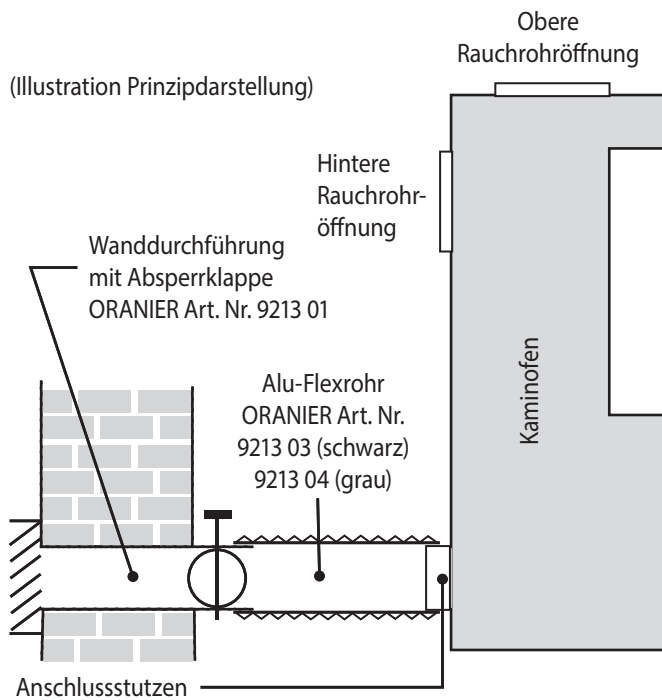 Obere
Rauchrohröffnung
(Illustration Prinzipdarstellung)
Hintere
Rauchrohr-
öffnung
Wanddurchführung
mit Absperrklappe
ORANIER Art. Nr. 9213 01
Alu-Flexrohr
ORANIER Art. Nr.
9213 03 (schwarz)
9213 04 (grau)
Kaminofen
Anschlussstutzen